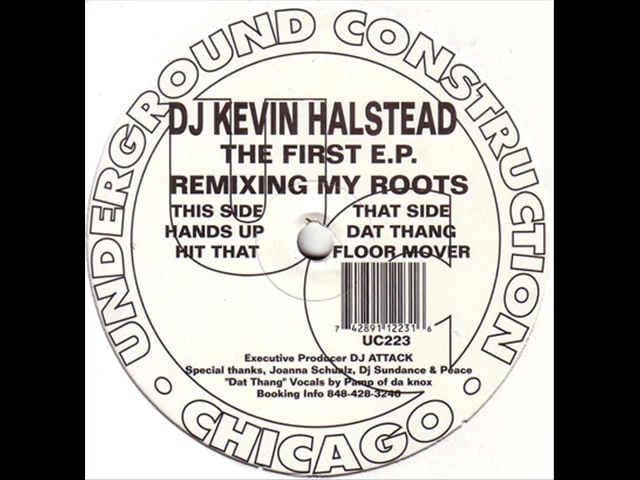 UNDERGROUND CONSTRUCTION
UC
DJ KEVIN HALSTEAD
THE FIRST E.P.
REMIXING MY ROOTS
THIS SIDE THAT SIDE
HANDS UP DAT THANG
HIT THAT FLOOR MOVER
7 42891 12231 6
UC223
Executive Producer DJ ATTACK
Special thanks, Joanna Schualz, Dj Sundance & Peace
"Dat Thang" Vocals by Pamp of da knox
Booking Info 848-428-3240
• CHICAGO •